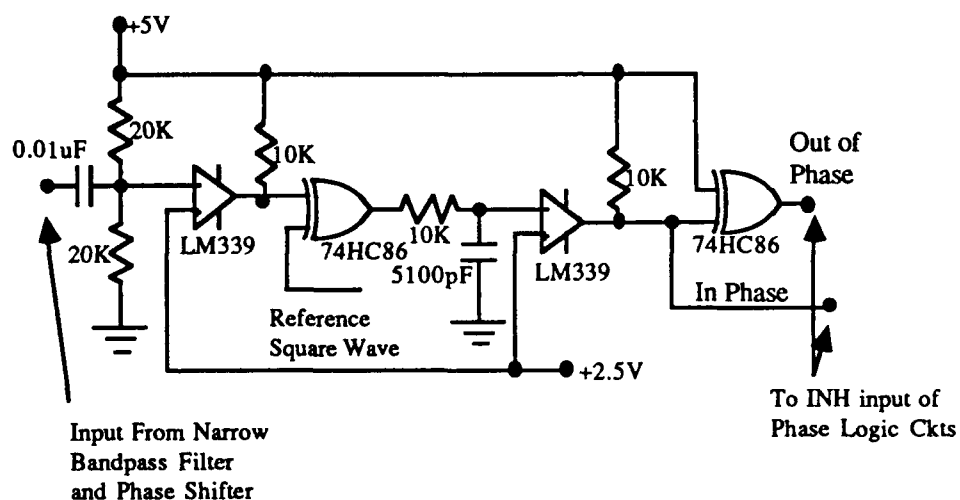 +5V
20K
0.01uF
10K
10K
Out of
Phase
20K
LM339
74HC86
10K
5100pF
LM339
74HC86
In Phase
Reference
Square Wave
+2.5V
To INH input of
Phase Logic Ckts
Input From Narrow
Bandpass Filter
and Phase Shifter